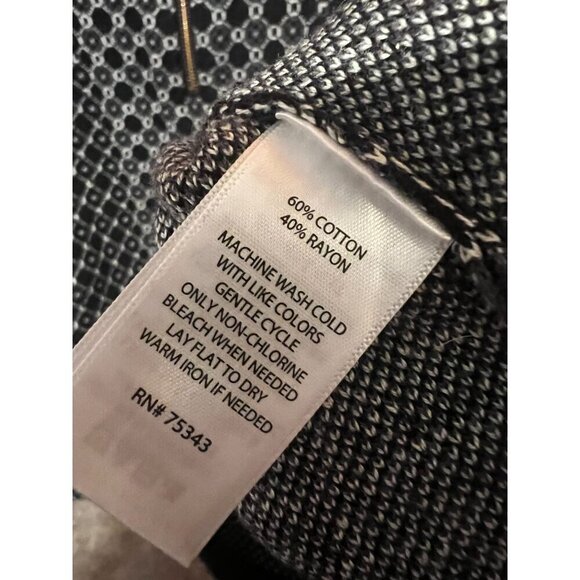 60% COTTON
40% RAYON
MACHINE WASH COLD
WITH LIKE COLORS
GENTLE CYCLE
ONLY NON-CHLORINE
BLEACH WHEN NEEDED
LAY FLAT TO DRY
WARM IRON IF NEEDED
RN# 75343